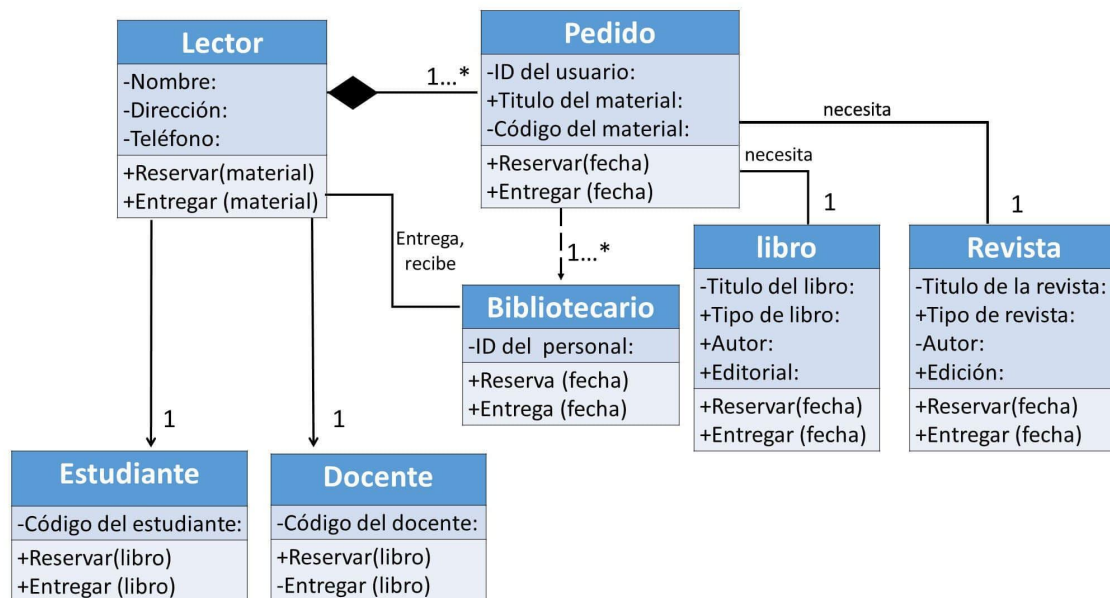 Lector
-Nombre:
-Dirección:
-Teléfono:
+Reservar(material)
+Entregar (material)
1...*
Pedido
-ID del usuario:
+Titulo del material:
-Código del material:
+Reservar(fecha)
+Entregar (fecha)
necesita
necesita
1
1
Entrega,
recibe
1...*
Bibliotecario
-ID del  personal:
+Reserva (fecha)
+Entrega (fecha)
libro
-Titulo del libro:
+Tipo de libro:
+Autor:
+Editorial:
+Reservar(fecha)
+Entregar (fecha)
Revista
-Titulo de la revista:
+Tipo de revista:
-Autor:
+Edición:
+Reservar(fecha)
+Entregar (fecha)
1
1
Estudiante
-Código del estudiante:
+Reservar(libro)
+Entregar (libro)
Docente
-Código del docente:
+Reservar(libro)
-Entregar (libro)